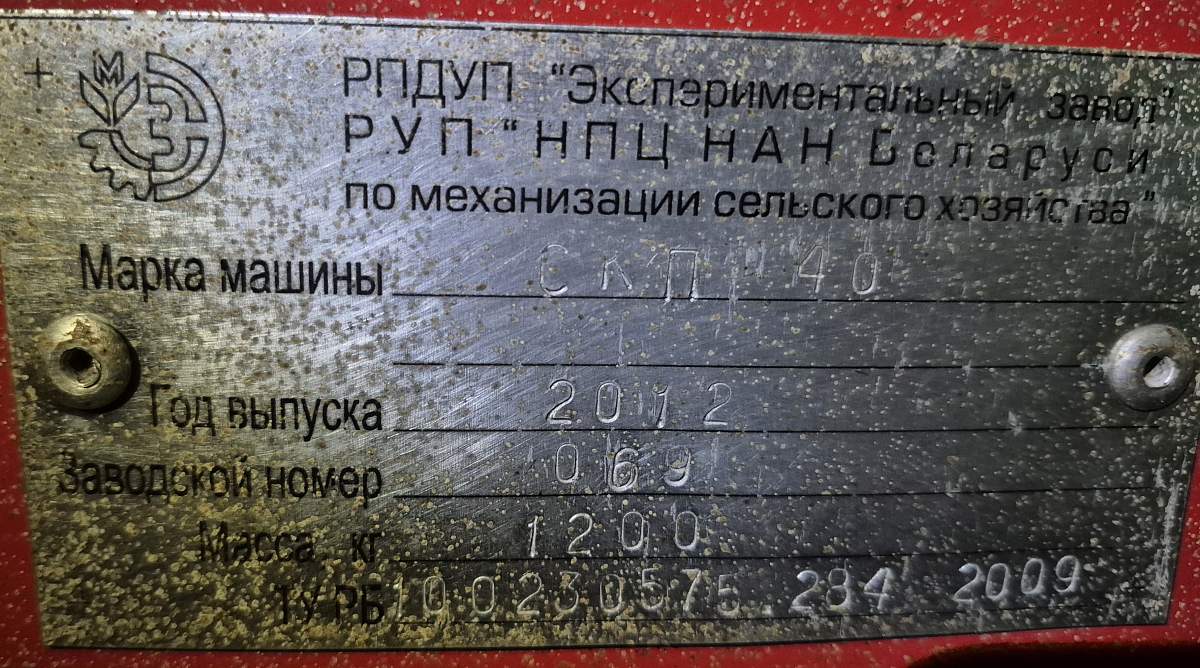 РПДУП "Экспериментальный завод"
РУП "НПЦ НАН Беларуси
по механизации сельского хозяйства"
Марка машины СКП 40
Год выпуска 2012
Заводской номер 069
Масса, кг 1200
ТУ РБ 100230575.284 2009